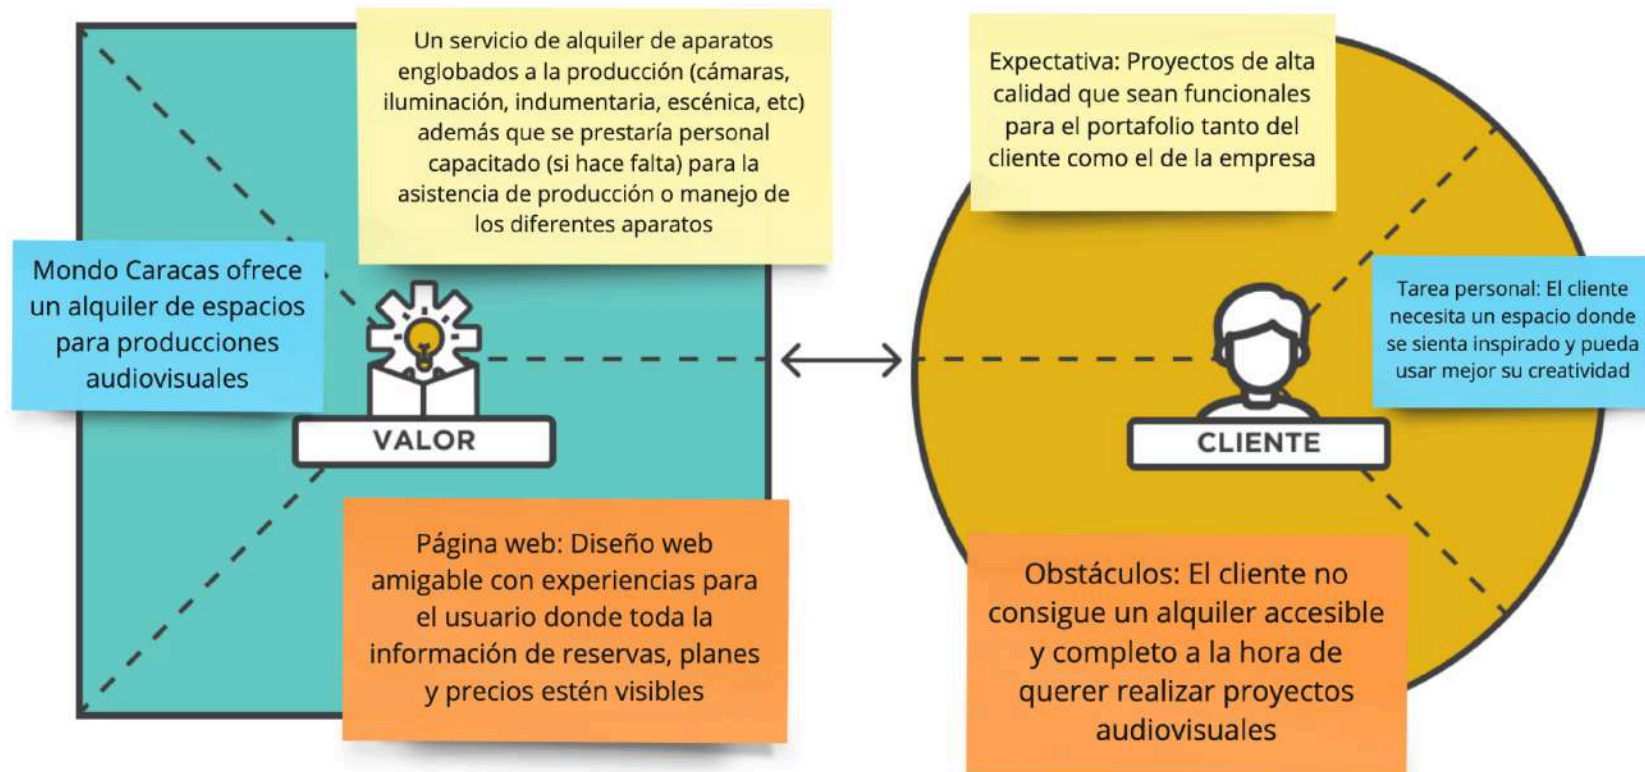 Un servicio de alquiler de aparatos
englobados a la producción (cámaras,
iluminación, indumentaria, escénica, etc)
además que se prestaría personal
capacitado (si hace falta) para la
asistencia de producción o manejo de
los diferentes aparatos
Mondo Caracas ofrece
un alquiler de espacios
para producciones
audiovisuales
VALOR
Página web: Diseño web
amigable con experiencias para
el usuario donde toda la
información de reservas, planes
y precios estén visibles
Expectativa: Proyectos de alta
calidad que sean funcionales
para el portafolio tanto del
cliente como el de la empresa
Tarea personal: El cliente
necesita un espacio donde
se sienta inspirado y pueda
usar mejor su creatividad
CLIENTE
Obstáculos: El cliente no
consigue un alquiler accesible
y completo a la hora de
querer realizar proyectos
audiovisuales